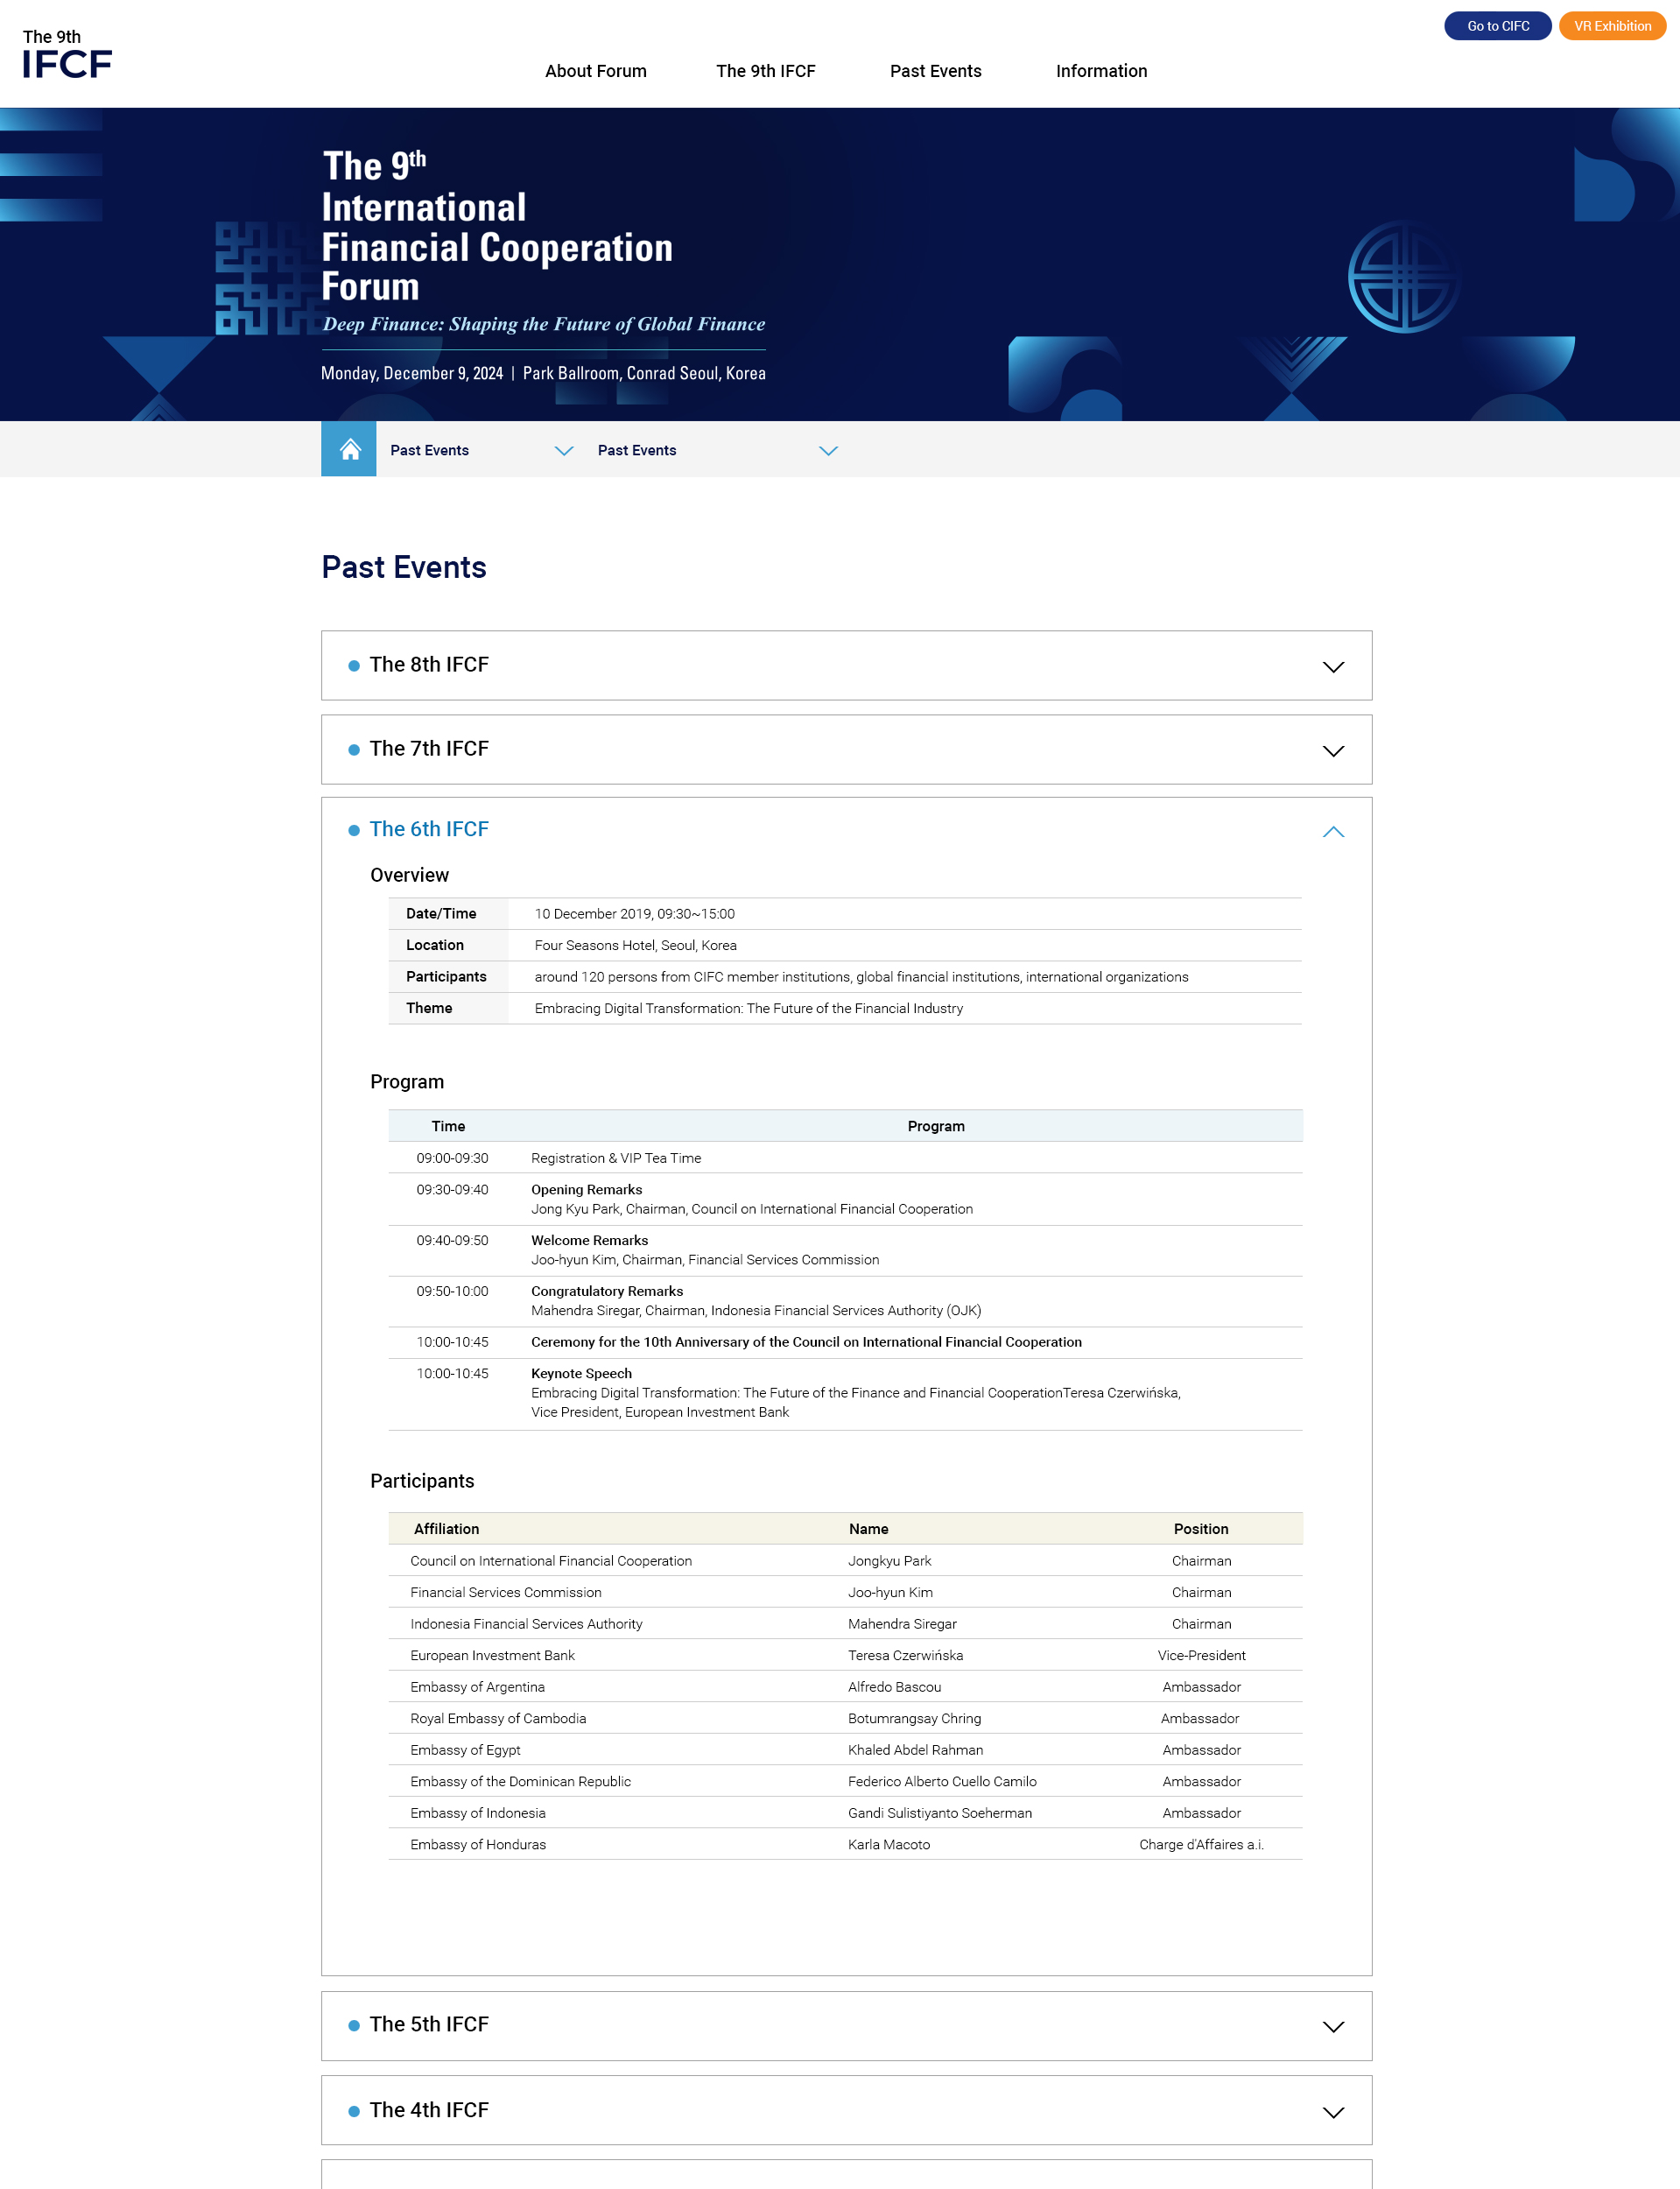 The 9th
IFCF
Go to CIFC
VR Exhibition
About Forum
The 9th IFCF
Past Events
Information
The 9th
International
Financial Cooperation
Forum
Deep Finance: Shaping the Future of Global Finance
Monday, December 9, 2024 | Park Ballroom, Conrad Seoul, Korea
Past Events
Past Events
Past Events
The 8th IFCF
The 7th IFCF
The 6th IFCF
Overview
Date/Time 10 December 2019, 09:30~15:00
Location Four Seasons Hotel, Seoul, Korea
Participants around 120 persons from CIFC member institutions, global financial institutions, international organizations
Theme Embracing Digital Transformation: The Future of the Financial Industry
Program
Time Program
09:00-09:30 Registration & VIP Tea Time
09:30-09:40 Opening Remarks
Jong Kyu Park, Chairman, Council on International Financial Cooperation
09:40-09:50 Welcome Remarks
Joo-hyun Kim, Chairman, Financial Services Commission
09:50-10:00 Congratulatory Remarks
Mahendra Siregar, Chairman, Indonesia Financial Services Authority (OJK)
10:00-10:45 Ceremony for the 10th Anniversary of the Council on International Financial Cooperation
10:00-10:45 Keynote Speech
Embracing Digital Transformation: The Future of the Finance and Financial CooperationTeresa Czerwińska,
Vice President, European Investment Bank
Participants
Affiliation Name Position
Council on International Financial Cooperation Jongkyu Park Chairman
Financial Services Commission Joo-hyun Kim Chairman
Indonesia Financial Services Authority Mahendra Siregar Chairman
European Investment Bank Teresa Czerwińska Vice-President
Embassy of Argentina Alfredo Bascou Ambassador
Royal Embassy of Cambodia Botumrangsay Chring Ambassador
Embassy of Egypt Khaled Abdel Rahman Ambassador
Embassy of the Dominican Republic Federico Alberto Cuello Camilo Ambassador
Embassy of Indonesia Gandi Sulistiyanto Soeherman Ambassador
Embassy of Honduras Karla Macoto Charge d'Affaires a.i.
The 5th IFCF
The 4th IFCF